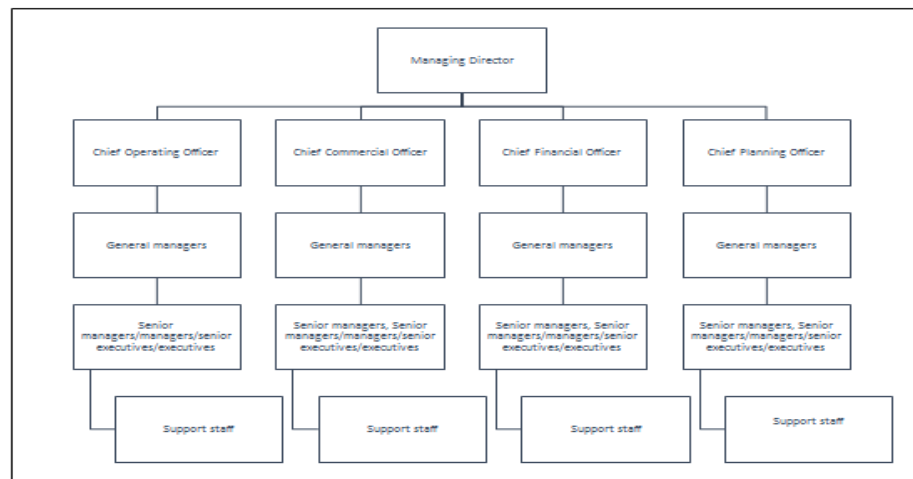 Managing Director
Chief Operating Officer
Chief Commercial Officer
Chief Financial Officer
Chief Planning Officer
General managers
General managers
General managers
General managers
Senior
managers/managers/senior
executives/executives
Senior managers, Senior
managers/managers/senior
executives/executives
Senior managers, Senior
managers/managers/senior
executives/executives
Senior managers, Senior
managers/managers/senior
executives/executives
Support staff
Support staff
Support staff
Support staff